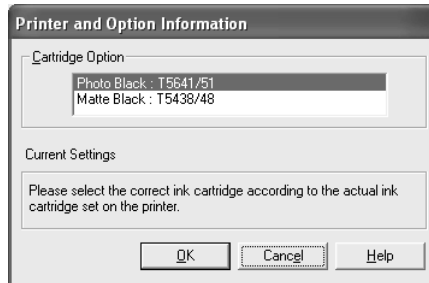 Printer and Option Information
Cartridge Option
Photo Black : T5641/51
Matte Black : T5438/48
Current Settings
Please select the correct ink cartridge according to the actual ink
cartridge set on the printer.
OK
Cancel
Help